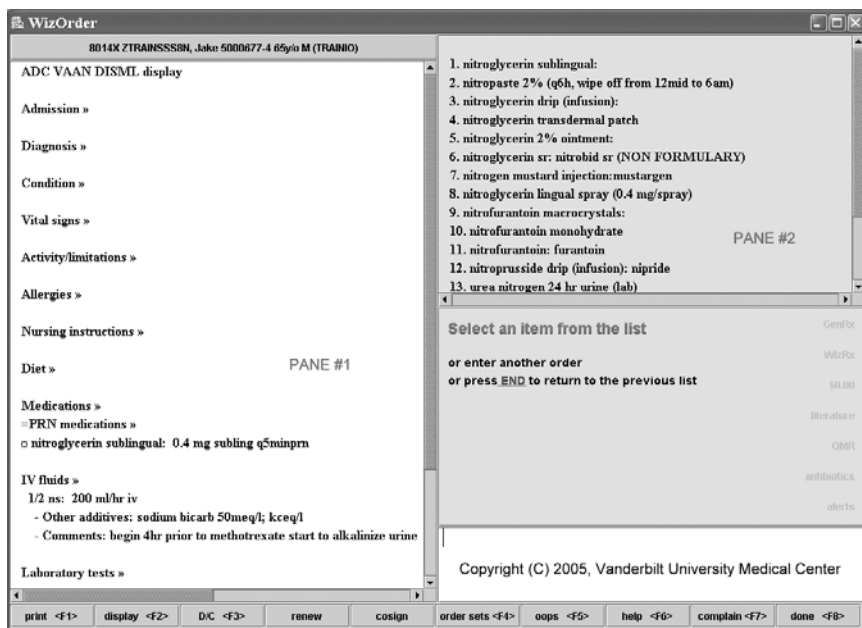 WizOrder
8014X ZTRAINSSS8N, Jake 5000677-4 65y/o M (TRAINIO)
ADC VAAN DISML display
Admission »
Diagnosis »
Condition »
Vital signs »
Activity/limitations »
Allergies »
Nursing instructions »
Diet »
PANE #1
Medications »
=PRN medications »
nitroglycerin sublingual: 0.4 mg subling q5minprn
IV fluids »
1/2 ns: 200 ml/hr iv
- Other additives: sodium bicarb 50meq/l; kceq/l
- Comments: begin 4hr prior to methotrexate start to alkalinize urine
Laboratory tests »
1. nitroglycerin sublingual:
2. nitropaste 2% (q6h, wipe off from 12mid to 6am)
3. nitroglycerin drip (infusion):
4. nitroglycerin transdermal patch
5. nitroglycerin 2% ointment:
6. nitroglycerin sr: nitrobid sr (NON FORMULARY)
7. nitrogen mustard injection:mustargen
8. nitroglycerin lingual spray (0.4 mg/spray)
9. nitrofurantoin macrocrystals:
10. nitrofurantoin monohydrate
11. nitrofurantoin: furantoin
12. nitroprusside drip (infusion): nipride
13. urea nitrogen 24 hr urine (lab)
PANE #2
Select an item from the list
or enter another order
or press END to return to the previous list
GenRx
WizRx
$0.00
literature
OMR
antibiotics
alerts
Copyright (C) 2005, Vanderbilt University Medical Center
print <F1>
display <F2>
D/C <F3>
renew
cosign
order sets <F4>
oops <F5>
help <F6>
complain <F7>
done <F8>